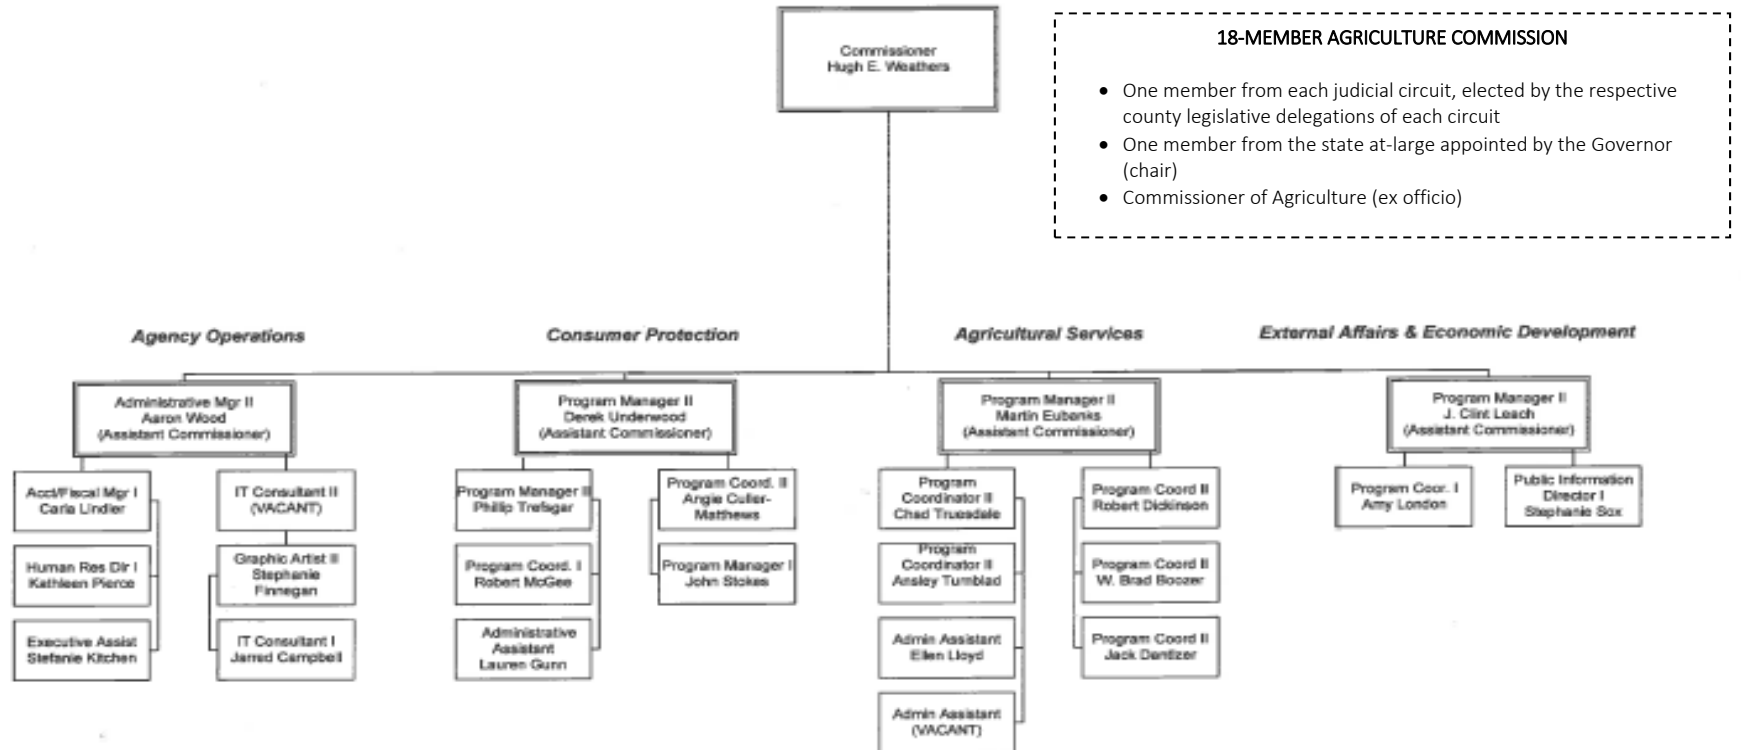 Commissioner
Hugh E. Weathers
18-MEMBER AGRICULTURE COMMISSION
• One member from each judicial circuit, elected by the respective
county legislative delegations of each circuit
• One member from the state at-large appointed by the Governor
(chair)
• Commissioner of Agriculture (ex officio)
Agency Operations
Consumer Protection
Agricultural Services
External Affairs & Economic Development
Administrative Mgr II
Aaron Wood
(Assistant Commissioner)
Program Manager II
Derek Underwood
(Assistant Commissioner)
Program Manager II
Martin Eubanks
(Assistant Commissioner)
Program Manager II
J. Clint Leach
(Assistant Commissioner)
Acct/Fiscal Mgr I
Carla Lindler
Human Res Dir I
Kathleen Pierce
Executive Assist
Stefanie Kitchen
IT Consultant II
(VACANT)
Graphic Artist II
Stephanie
Finnegan
IT Consultant I
Jarred Campbell
Program Manager II
Phillip Trefsgar
Program Coord. I
Robert McGee
Administrative
Assistant
Lauren Gunn
Program Coord. II
Angie Culler-
Matthews
Program Manager I
John Stokes
Program
Coordinator II
Chad Truesdale
Program
Coordinator II
Ansley Turnblad
Admin Assistant
Ellen Lloyd
Admin Assistant
(VACANT)
Program Coord II
Robert Dickinson
Program Coord II
W. Brad Boozer
Program Coord II
Jack Dantzler
Program Coor. I
Amy London
Public Information
Director I
Stephanie Sox